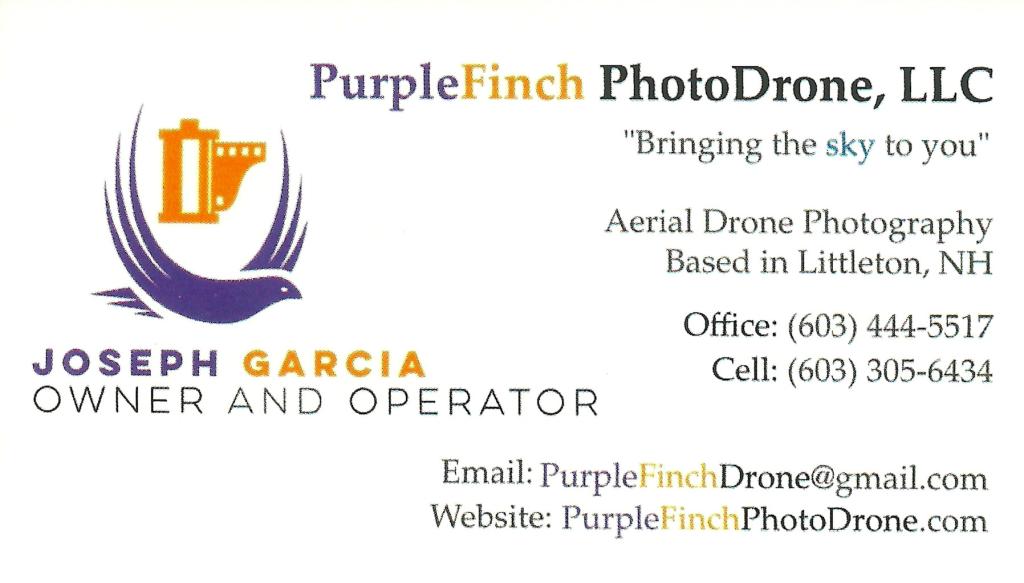 PurpleFinch PhotoDrone, LLC
"Bringing the sky to you"
Aerial Drone Photography
Based in Littleton, NH
Office: (603) 444-5517
Cell: (603) 305-6434
JOSEPH GARCIA
OWNER AND OPERATOR
Email: PurpleFinchDrone@gmail.com
Website: PurpleFinchPhotoDrone.com